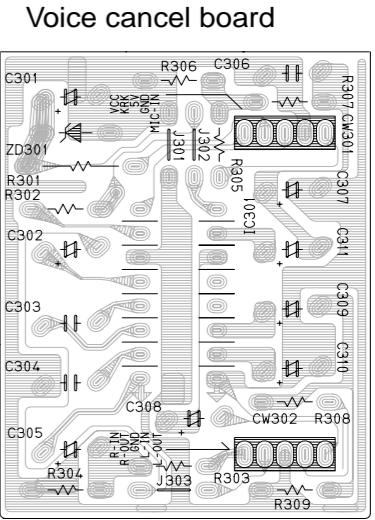 Voice cancel board
C301
R306
C306
VCC
KRK
5V
GND
MIC-IN
R307
CW301
J301
J302
ZD301
R301
R302
R305
C307
IC301
C302
C311
C303
C309
C304
C310
C308
CW302
R308
C305
R-IN
R-OUT
GND
L-IN
L-OUT
R304
J303
R303
R309